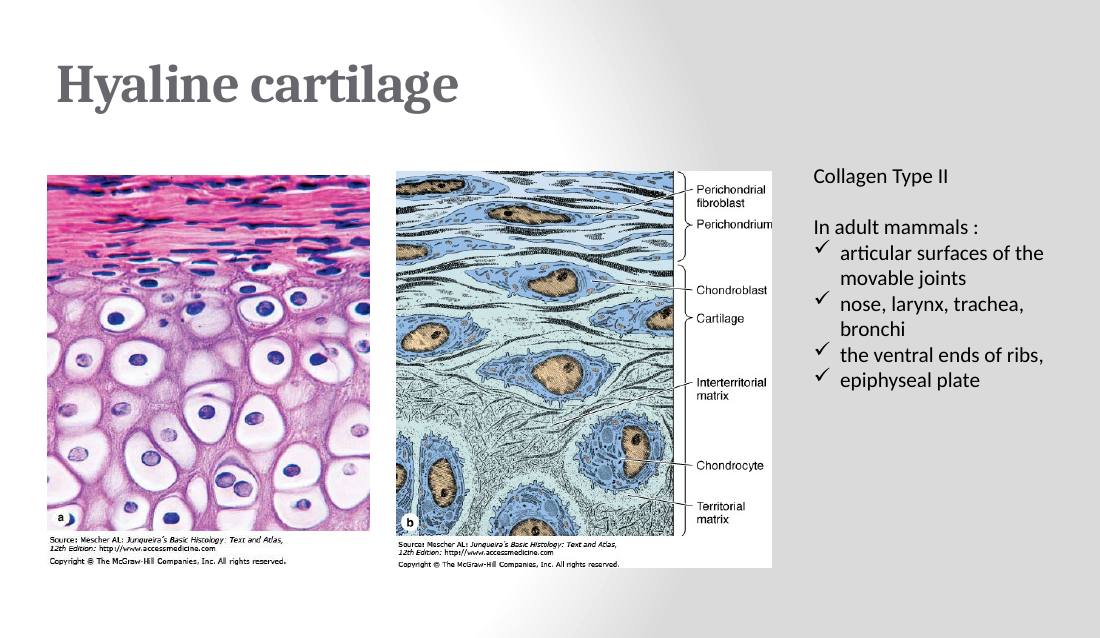 Hyaline cartilage
a
Source: Mescher AL: Junqueira's Basic Histology: Text and Atlas,
12th Edition: http://www.accessmedicine.com
Copyright © The McGraw-Hill Companies, Inc. All rights reserved.
Perichondrial
fibroblast
Perichondrium
Chondroblast
Cartilage
Interterritorial
matrix
Chondrocyte
Territorial
matrix
b
Source: Mescher AL: Junqueira's Basic Histology: Text and Atlas,
12th Edition: http://www.accessmedicine.com
Copyright © The McGraw-Hill Companies, Inc. All rights reserved.
Collagen Type II
In adult mammals :
✓ articular surfaces of the
movable joints
✓ nose, larynx, trachea,
bronchi
✓ the ventral ends of ribs,
✓ epiphyseal plate